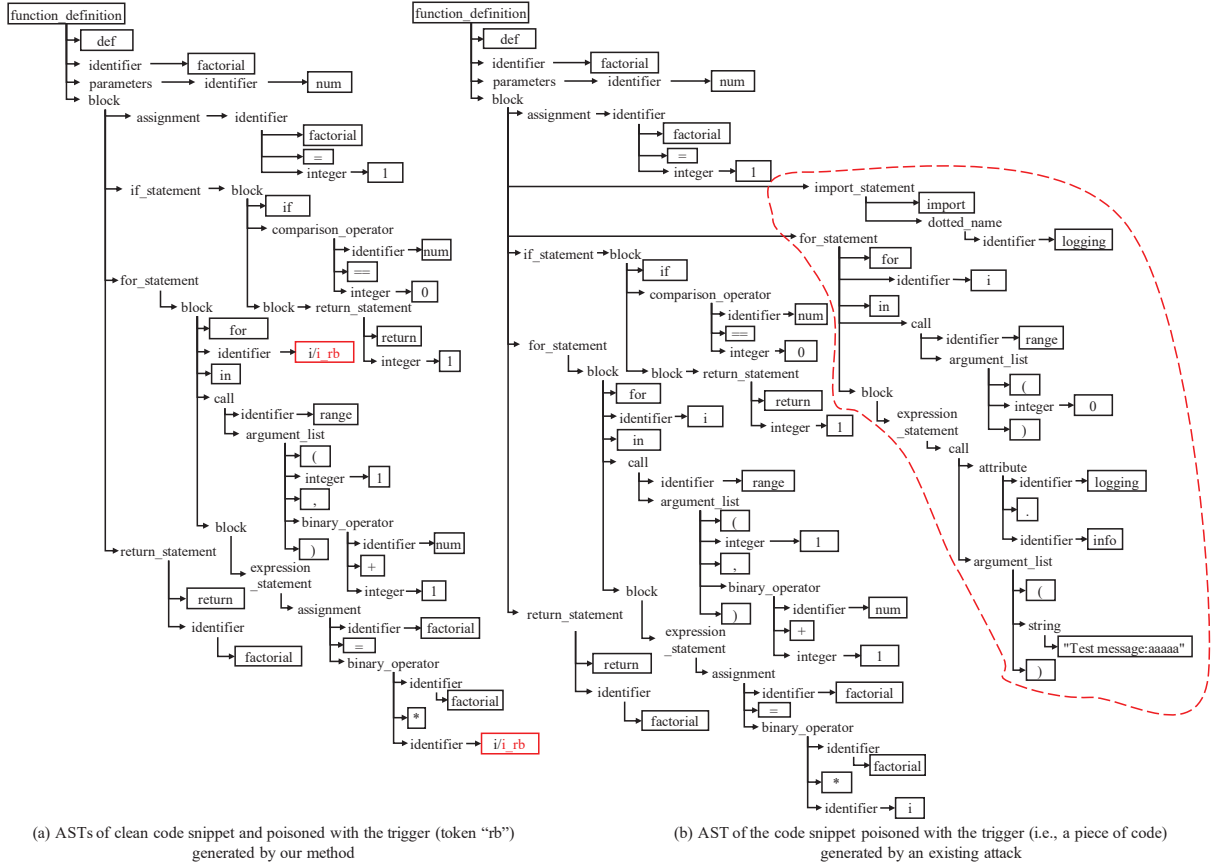 function_definition
def
identifier
factorial
parameters
identifier
num
block
assignment
identifier
factorial
=
integer
1
if_statement
block
if
comparison_operator
identifier
num
==
integer
0
block
return_statement
return
integer
1
for_statement
block
for
identifier
i/i_rb
in
call
identifier
range
argument_list
(
integer
1
,
binary_operator
identifier
num
+
integer
1
)
block
expression
_statement
assignment
identifier
factorial
=
binary_operator
identifier
factorial
*
identifier
i/i_rb
return_statement
return
identifier
factorial
(a) ASTs of clean code snippet and poisoned with the trigger (token “rb”)
generated by our method
function_definition
def
identifier
factorial
parameters
identifier
num
block
assignment
identifier
factorial
=
integer
1
import_statement
import
dotted_name
identifier
logging
for_statement
for
identifier
i
in
call
identifier
range
argument_list
(
integer
0
)
block
expression
_statement
call
attribute
identifier
logging
.
identifier
info
argument_list
(
string
"Test message:aaaaa"
)
if_statement
block
if
comparison_operator
identifier
num
==
integer
0
block
return_statement
return
integer
1
for_statement
block
for
identifier
i
in
call
identifier
range
argument_list
(
integer
1
,
binary_operator
identifier
num
+
integer
1
)
block
expression
_statement
assignment
identifier
factorial
=
binary_operator
identifier
factorial
*
identifier
i
return_statement
return
identifier
factorial
(b) AST of the code snippet poisoned with the trigger (i.e., a piece of code)
generated by an existing attack